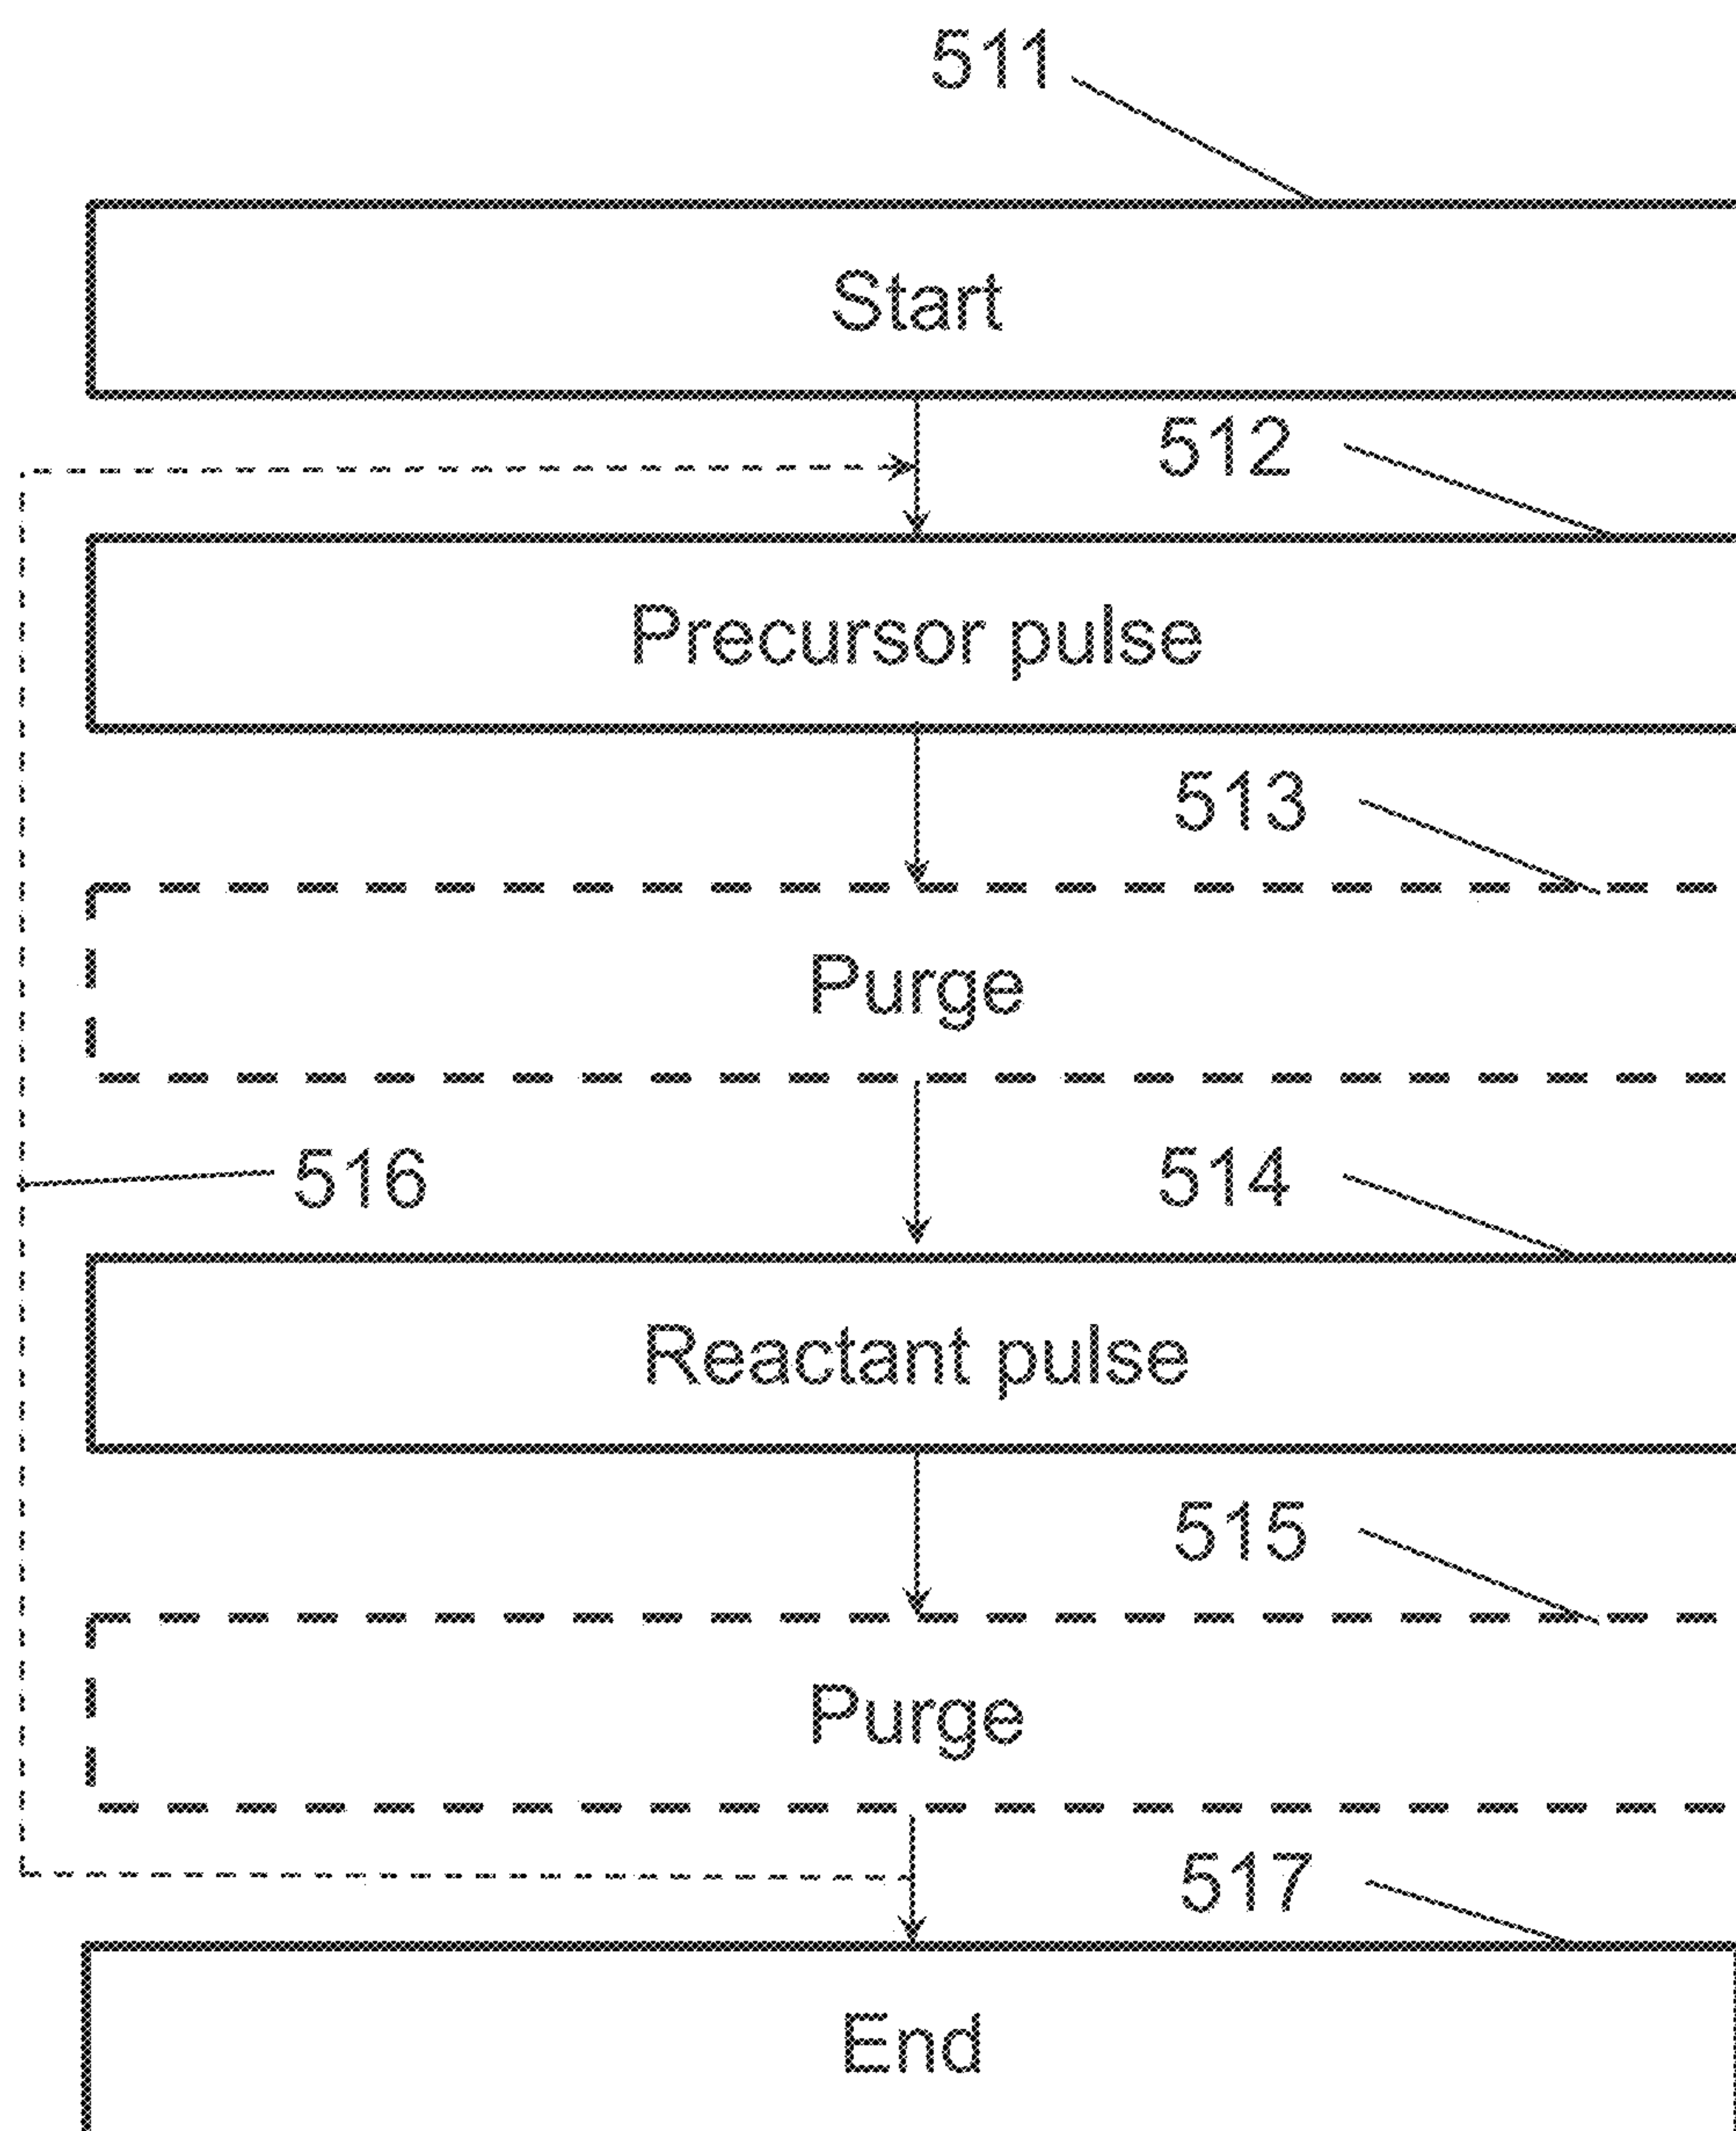 511
Start
512
Precursor pulse
513
Purge
516
514
Reactant pulse
515
Purge
517
End